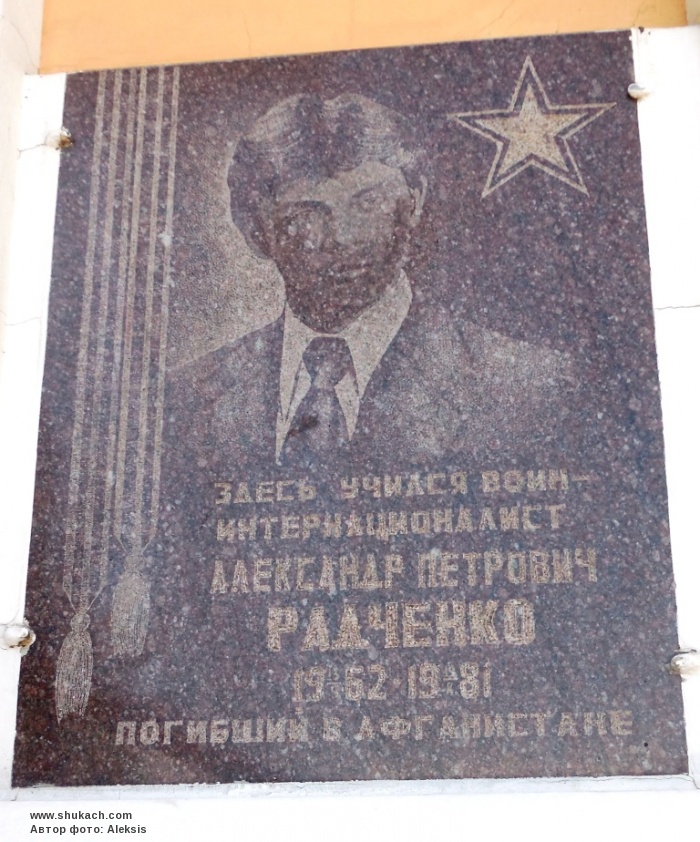 ЗДЕСЬ УЧИЛСЯ ВОИН-
ИНТЕРНАЦИОНАЛИСТ
АЛЕКСАНДР ПЕТРОВИЧ
РАДЧЕНКО
1962-1981
ПОГИБШИЙ В АФГАНИСТАНЕ
www.shukach.com
Автор фото: Aleksis